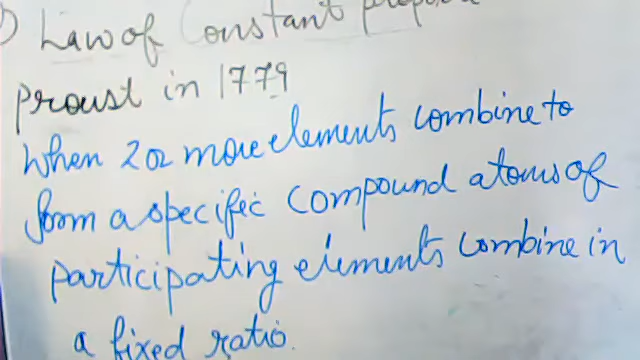 ) Law of Constant
Proust in 1779
When 2 or more elements combine to
form a specific compound atoms of
participating elements combine in
a fixed ratio.